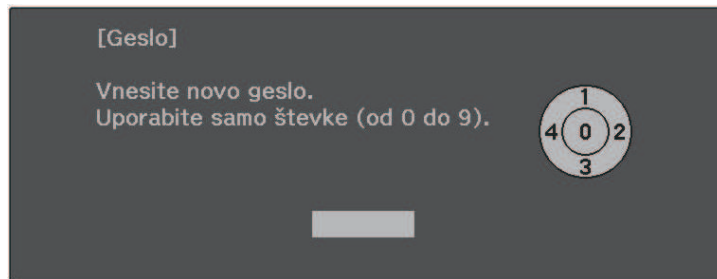 [Geslo]
Vnesite novo geslo.
Uporabite samo števke (od 0 do 9).
1
4 0 2
3